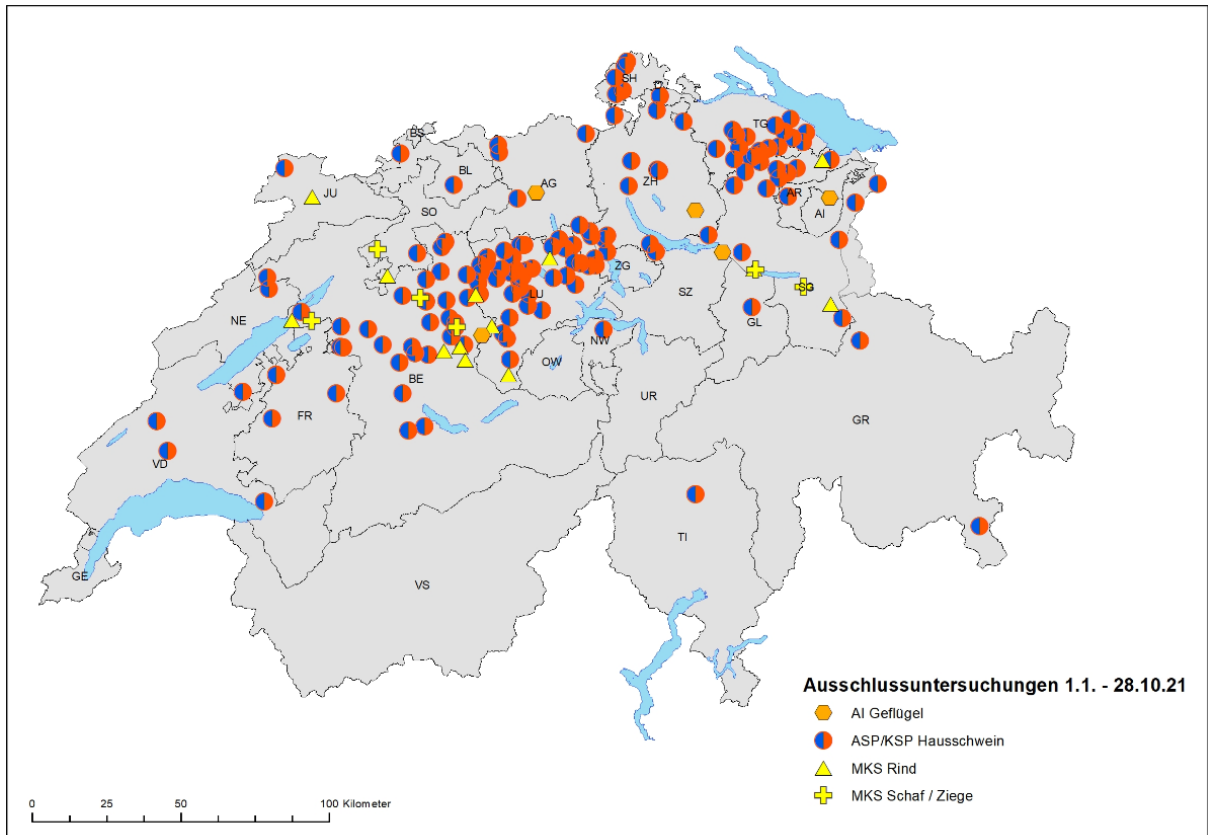 SH
BS
TG
BL
AG
ZH
JU
AR
AI
SO
ZG
LU
SZ
SG
NE
GL
NW
OW
BE
UR
GR
FR
VD
TI
GE
VS
Ausschlussuntersuchungen 1.1. - 28.10.21
AI Geflügel
ASP/KSP Hausschwein
MKS Rind
MKS Schaf / Ziege
0 25 50 100 Kilometer